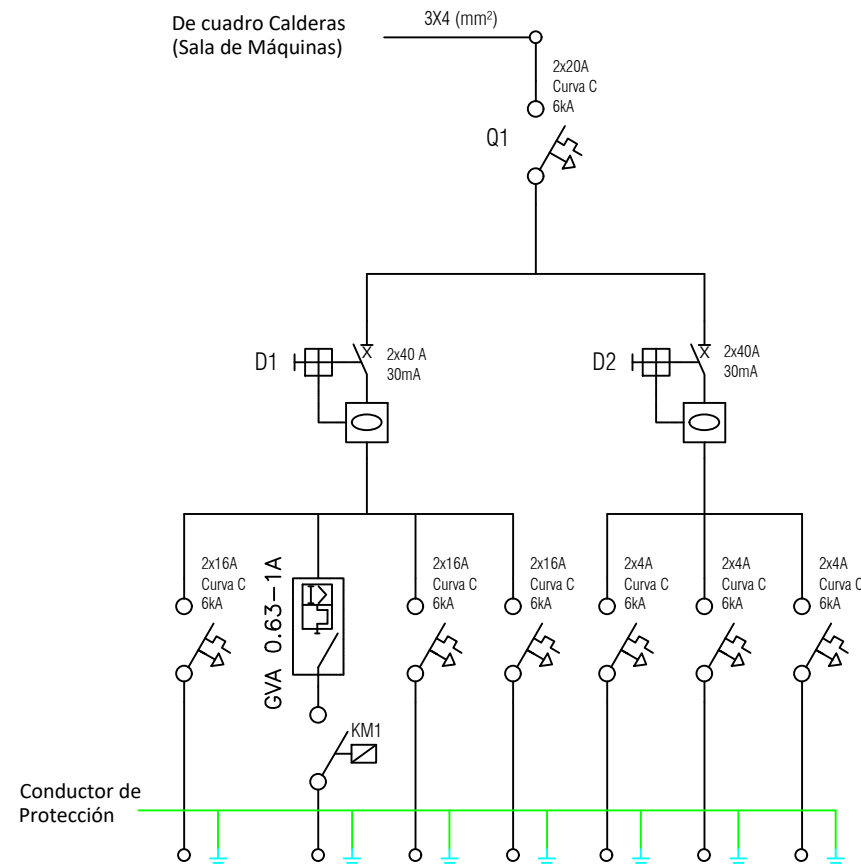 De cuadro Calderas
(Sala de Máquinas)
3X4 (mm²)
2x20A
Curva C
6kA
Q1
D1
2x40 A
30mA
D2
2x40A
30mA
2x16A
Curva C
6kA
GVA 0.63-1A
2x16A
Curva C
6kA
2x16A
Curva C
6kA
2x4A
Curva C
6kA
2x4A
Curva C
6kA
2x4A
Curva C
6kA
KM1
Conductor de
Protección